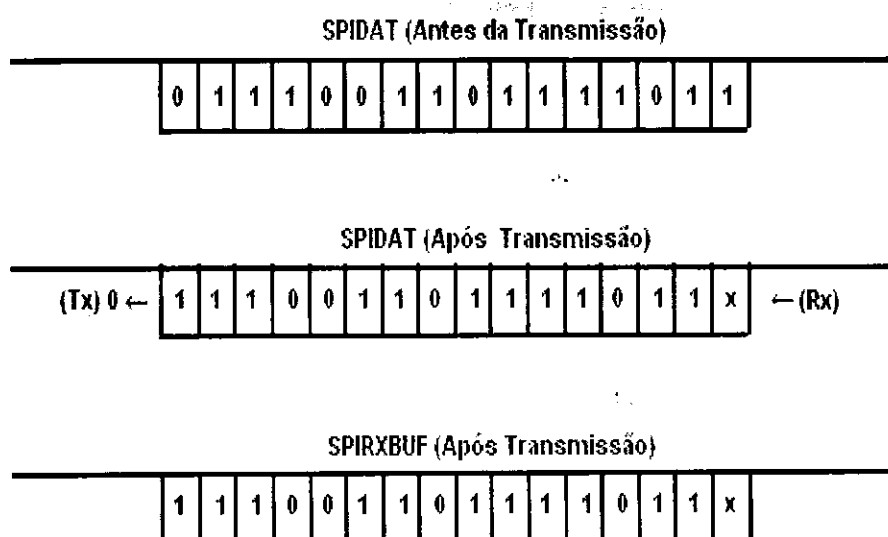 SPIDAT (Antes da Transmissão)
0 1 1 1 0 0 1 1 0 1 1 1 1 0 1 1
SPIDAT (Após Transmissão)
(Tx) 0 ← 1 1 1 0 0 1 1 0 1 1 1 1 0 1 1 x ← (Rx)
SPIRXBUF (Após Transmissão)
1 1 1 0 0 1 1 0 1 1 1 1 0 1 1 x